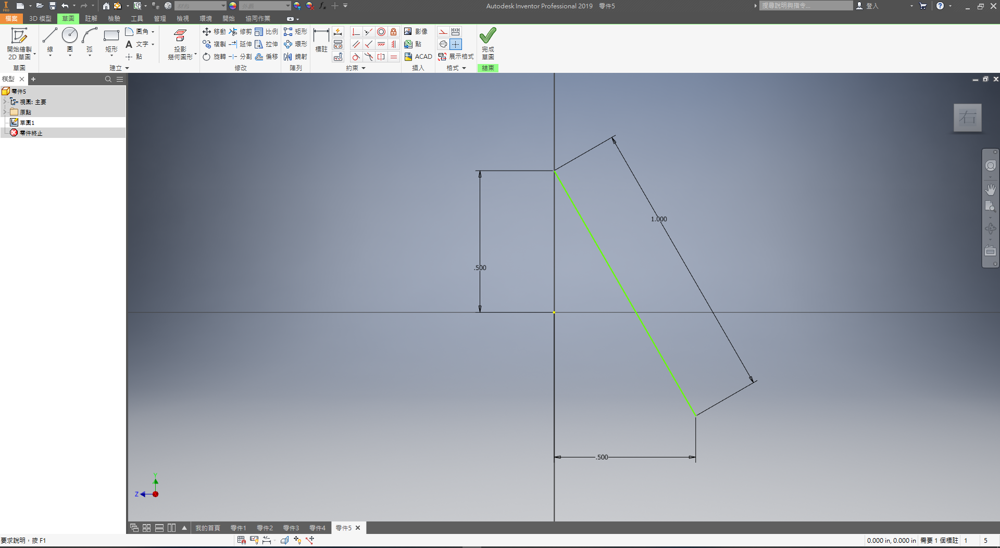 Autodesk Inventor Professional 2019 零件5
搜尋說明與指令...
登入
檔案 3D 模型 草圖 註解 檢驗 工具 管理 檢視 環境 開始 協同作業
開始繪製
2D 草圖
線
圓
弧
矩形
圓角
文字
點
投影
幾何圖形
移動 修剪 比例
複製 延伸 拉伸
旋轉 分割 偏移
矩形
環形
鏡射
標註
影像
點
ACAD
展示格式
完成
草圖
草圖 建立 修改 陣列 約束 插入 格式 結束
模型
零件5
視圖: 主要
原點
草圖1
零件終止
右
1.000
.500
.500
Y
Z
我的首頁 零件1 零件2 零件3 零件4 零件5
要求說明，按 F1
0.000 in, 0.000 in 需要 1 個標註 1 5